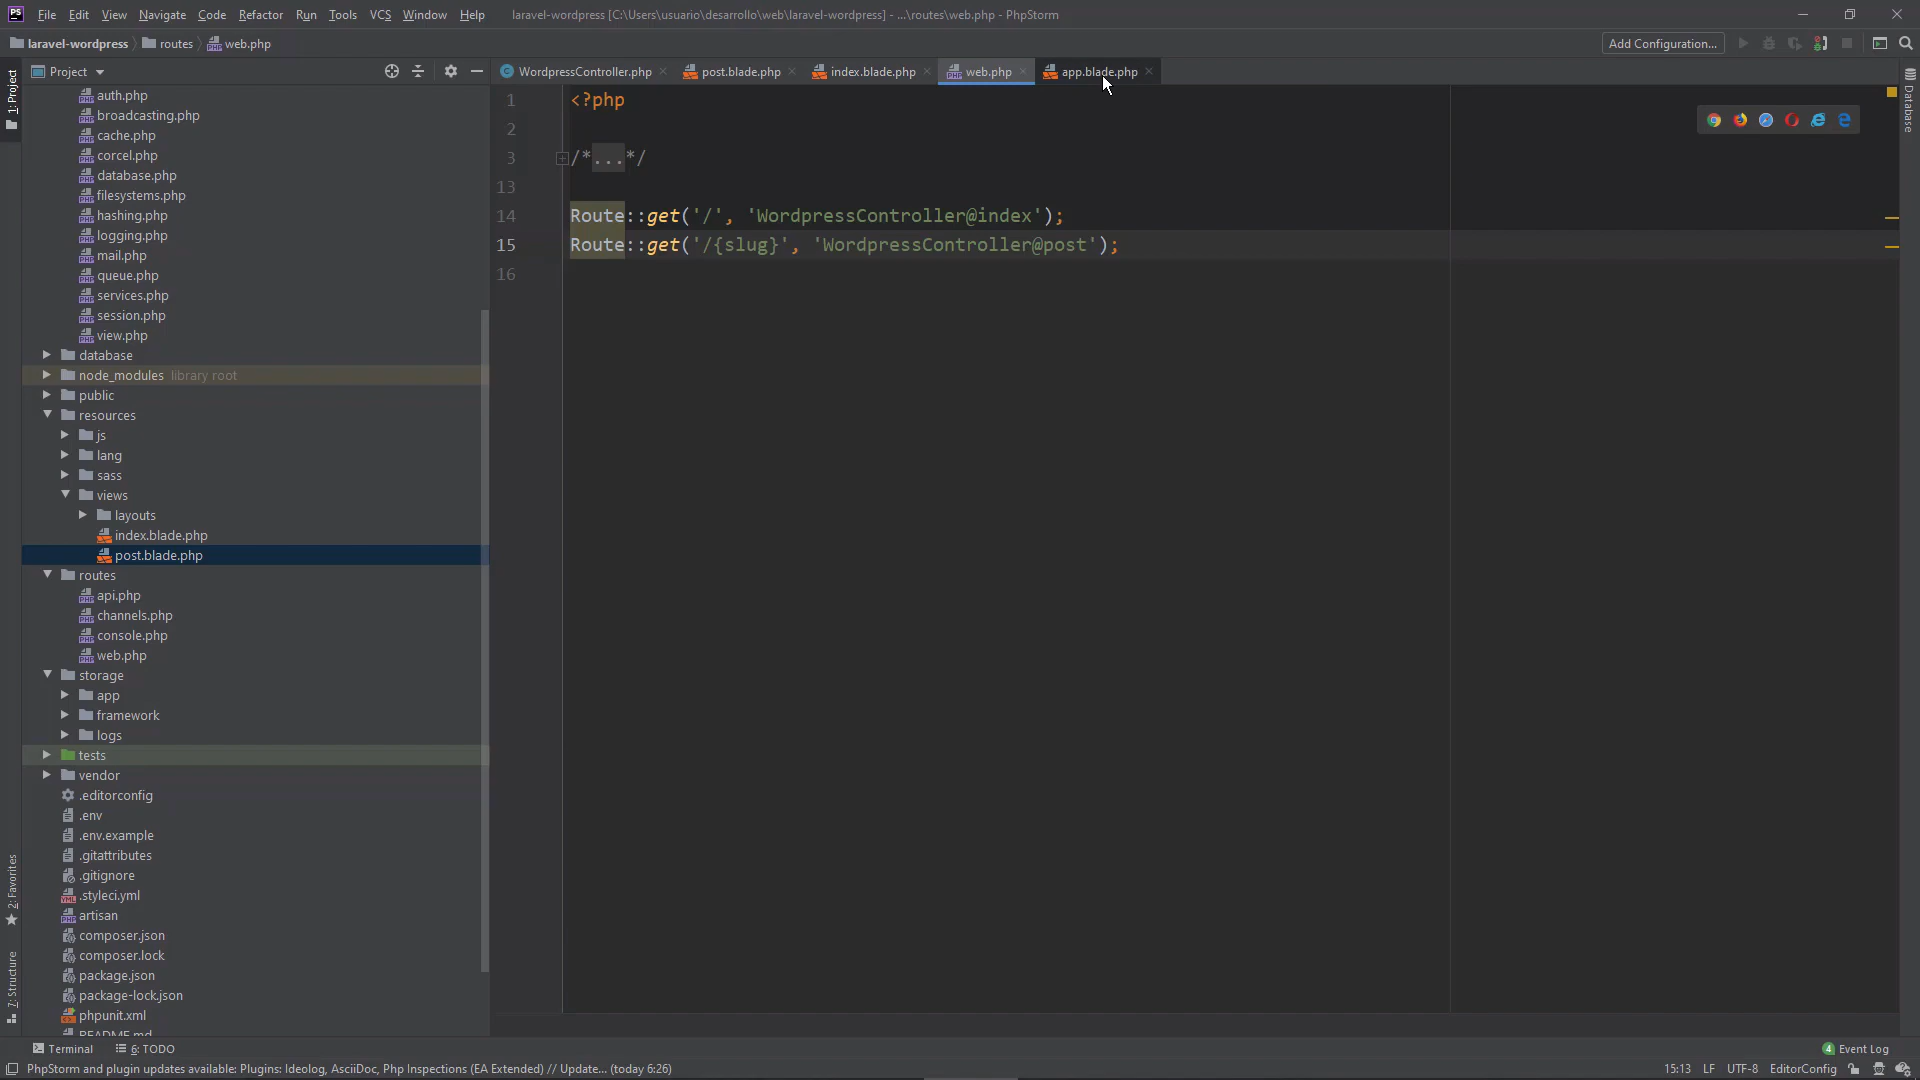 PS File Edit View Navigate Code Refactor Run Tools VCS Window Help laravel-wordpress [C:\Users\usuario\desarrollo\web\laravel-wordpress] - ...\routes\web.php - PhpStorm
laravel-wordpress routes web.php Add Configuration...
Project WordpressController.php post.blade.php index.blade.php web.php app.blade.php
1: Project
auth.php
broadcasting.php
cache.php
corcel.php
database.php
filesystems.php
hashing.php
logging.php
mail.php
queue.php
services.php
session.php
view.php
database
node_modules library root
public
resources
js
lang
sass
views
layouts
index.blade.php
post.blade.php
routes
api.php
channels.php
console.php
web.php
storage
app
framework
logs
tests
vendor
.editorconfig
.env
.env.example
.gitattributes
.gitignore
.styleci.yml
artisan
composer.json
composer.lock
package.json
package-lock.json
phpunit.xml
README.md
2: Favorites
7: Structure
1 <?php
2
3 /*...*/
13
14 Route::get('/', 'WordpressController@index');
15 Route::get('/{slug}', 'WordpressController@post');
16
Database
Terminal 6: TODO 4 Event Log
PhpStorm and plugin updates available: Plugins: Ideolog, AsciiDoc, Php Inspections (EA Extended) // Update... (today 6:26) 15:13 LF UTF-8 EditorConfig